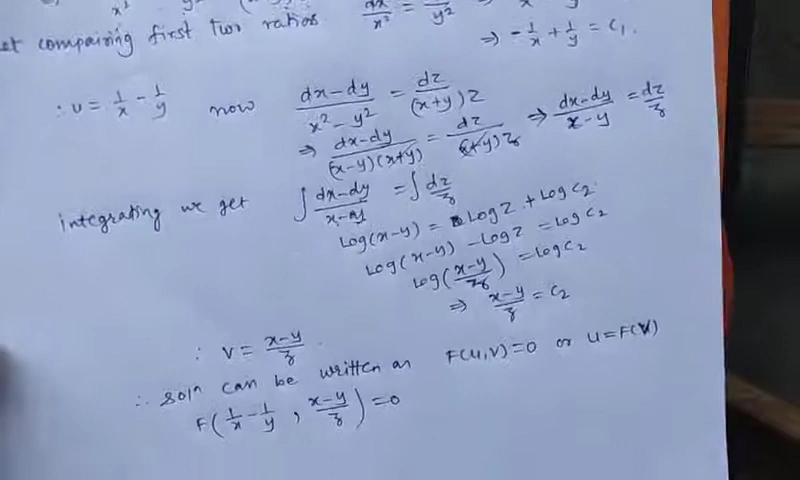 et compairing first two ratios dx/x² = /y²
⇒ -1/x + 1/y = C₁.
∴ u = 1/x - 1/y now (dx-dy)/(x²-y²) = dz/((x+y)z)
⇒ (dx-dy)/((x-y)(x+y)) = dz/((x+y)z) ⇒ (dx-dy)/(x-y) = dz/z
integrating we get ∫(dx-dy)/(x-y) = ∫dz/z
Log(x-y) = Log z + Log C₂.
Log(x-y) - Log z = Log C₂
Log((x-y)/z) = Log C₂
⇒ (x-y)/z = C₂
∴ v = (x-y)/z.
∴ soln can be written as F(u,v)=0 or u=F(v)
F(1/x - 1/y , (x-y)/z) = 0